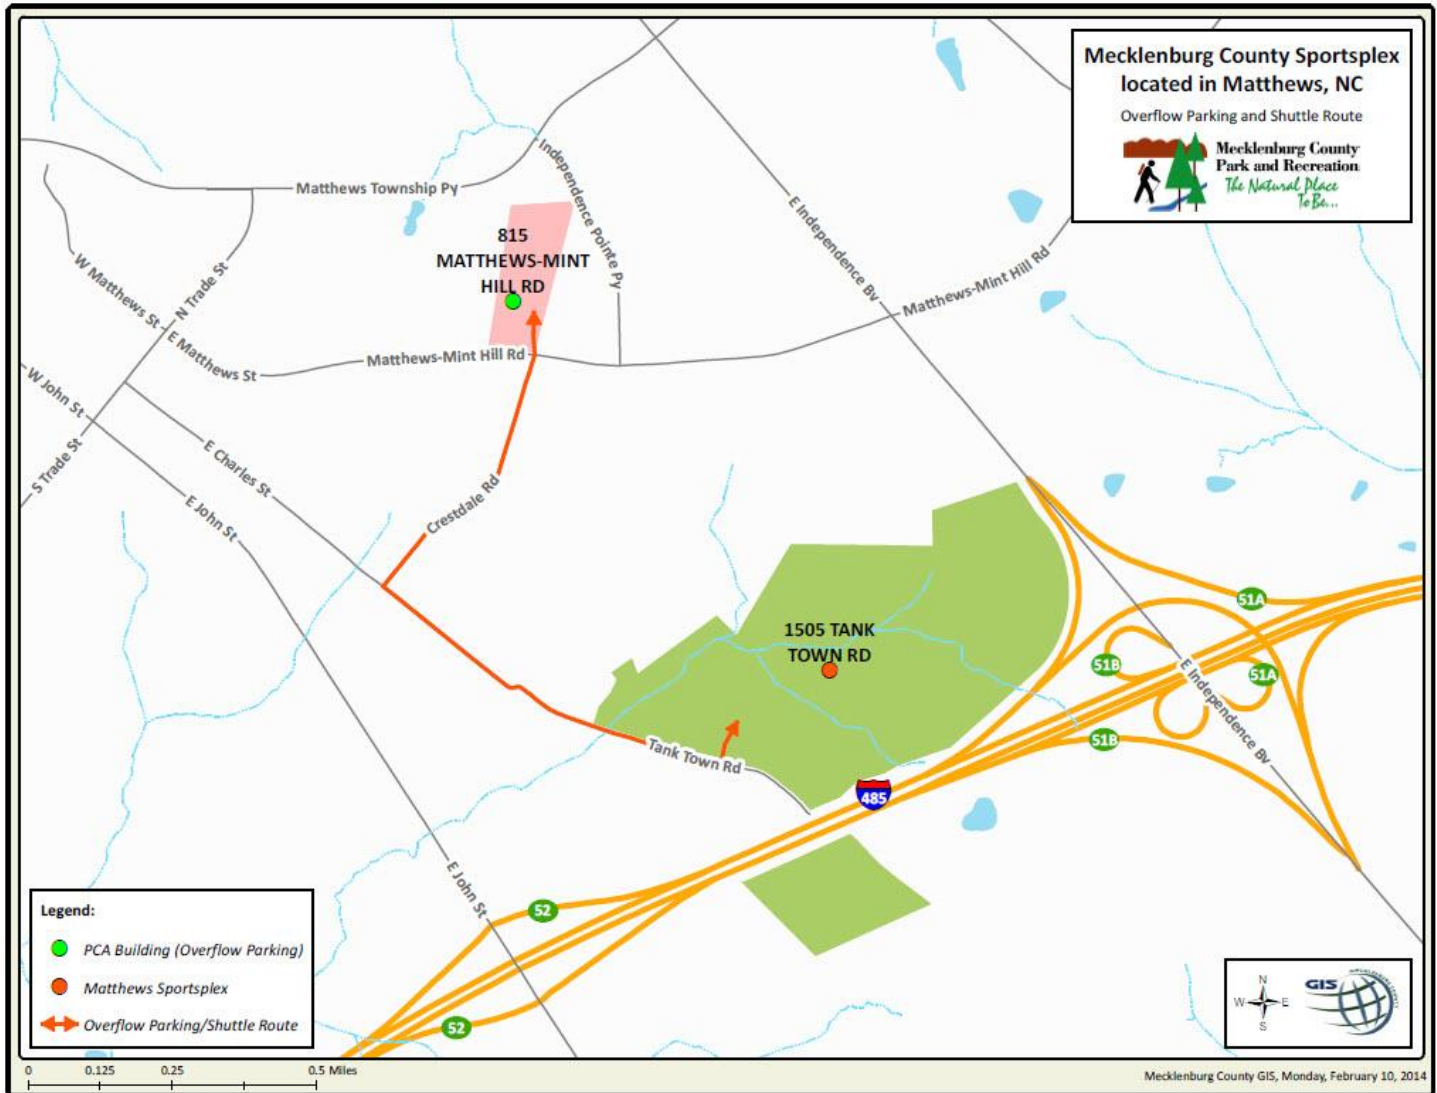 Mecklenburg County Sportsplex
located in Matthews, NC
Overflow Parking and Shuttle Route
Mecklenburg County
Park and Recreation
The Natural Place
To Be...
Matthews Township Py
Independence Pointe Py
E Independence Bv
815
MATTHEWS-MINT
HILL RD
Matthews-Mint Hill Rd
W Matthews St
N Trade St
E Matthews St
Matthews-Mint Hill Rd
W John St
S Trade St
E Charles St
E John St
Crestdale Rd
51A
1505 TANK
TOWN RD
51B
51A
E Independence Bv
51B
Tank Town Rd
485
E John St
52
52
Legend:
PCA Building (Overflow Parking)
Matthews Sportsplex
Overflow Parking/Shuttle Route
N
W E
S
GIS
0 0.125 0.25 0.5 Miles
Mecklenburg County GIS, Monday, February 10, 2014